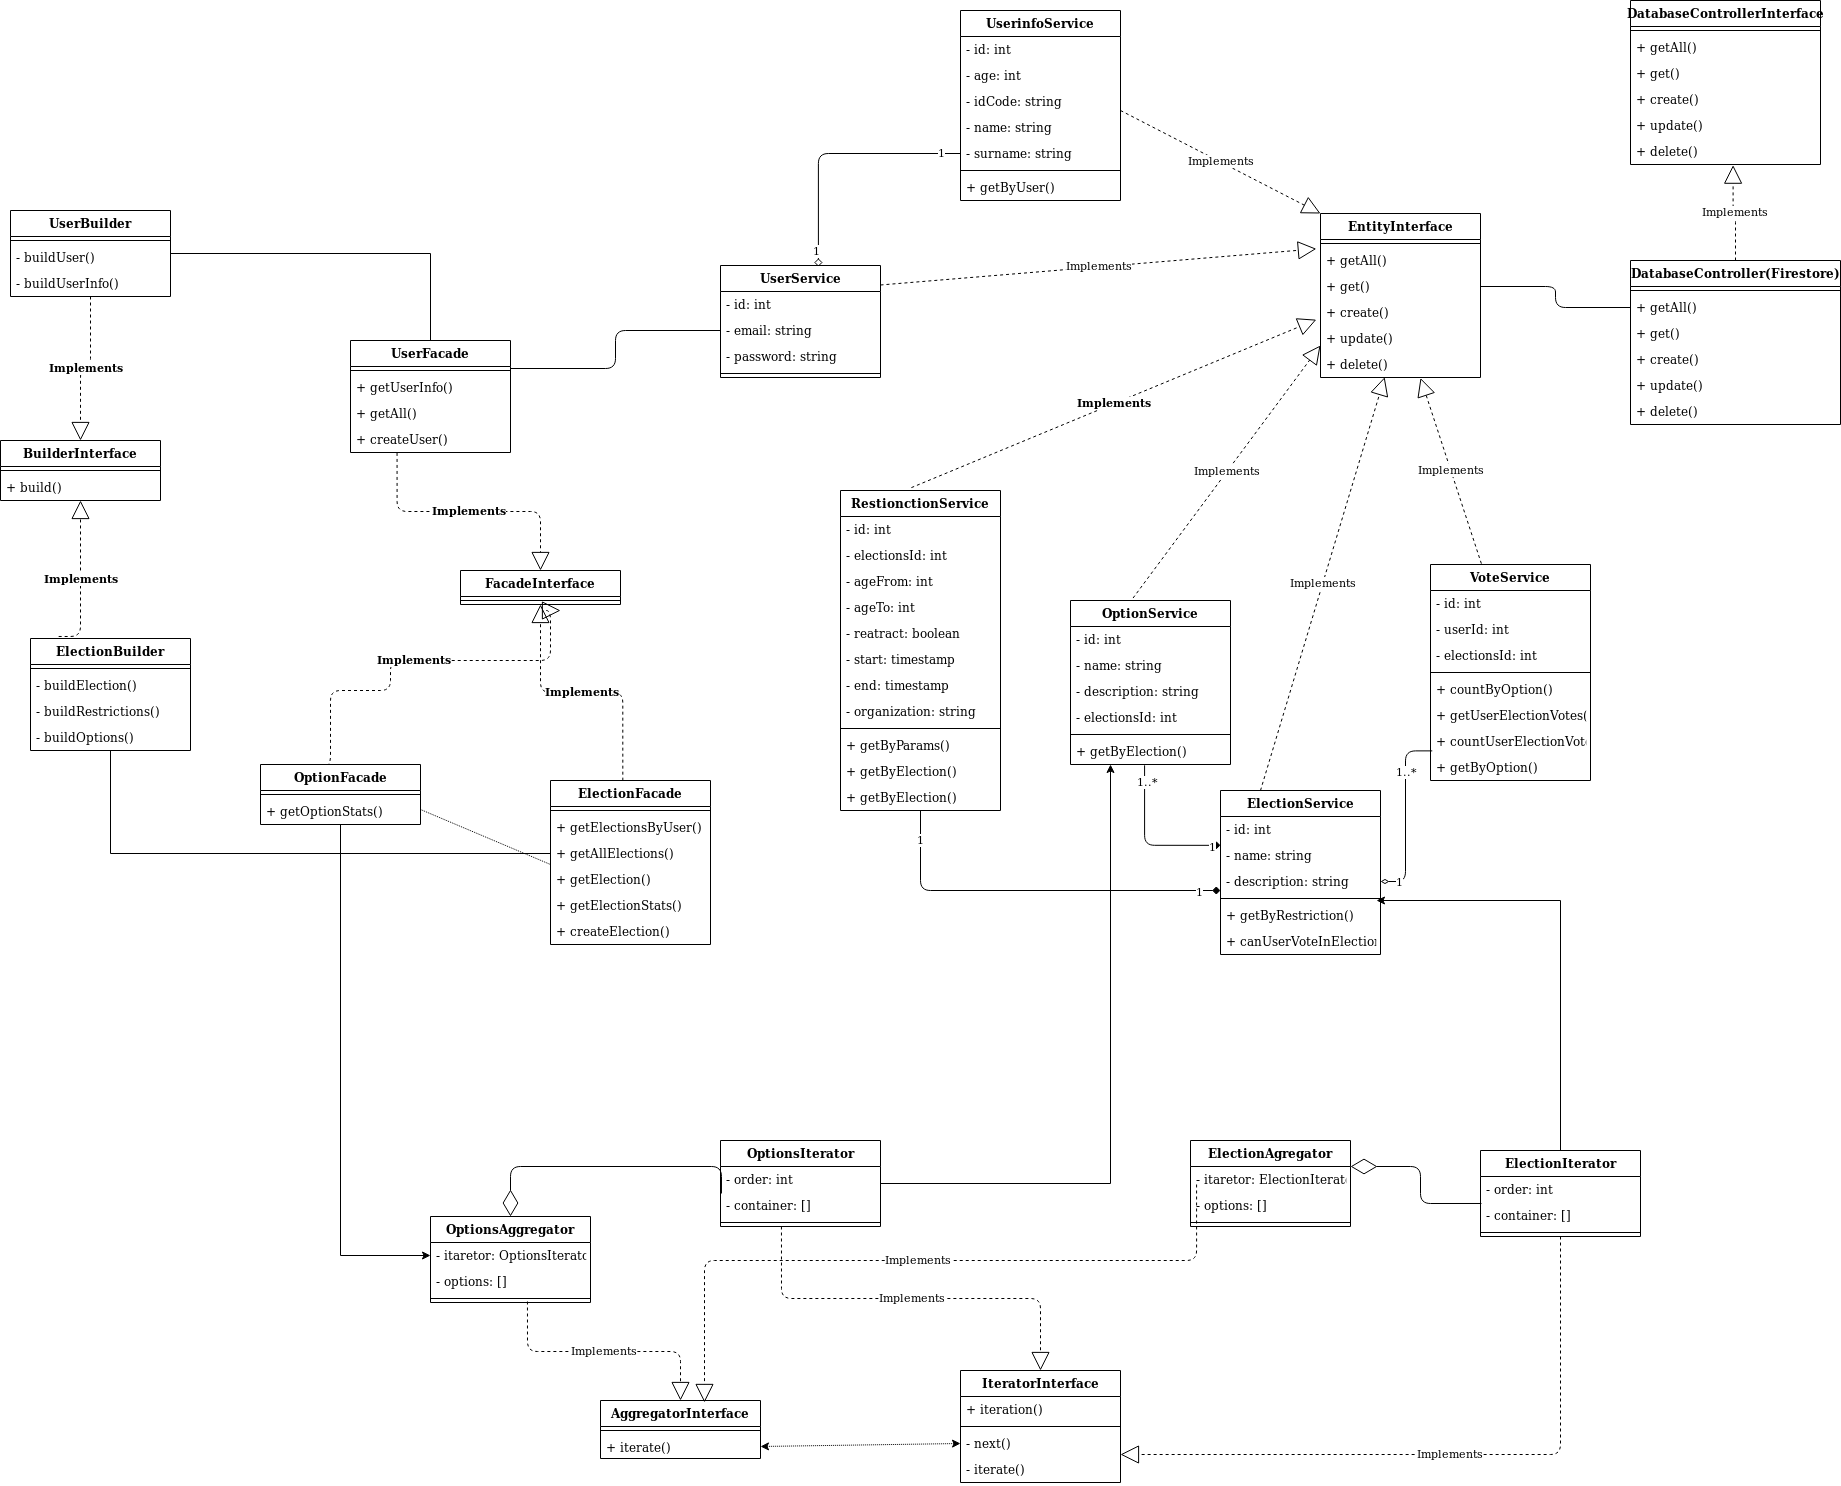 UserinfoService
- id: int
- age: int
- idCode: string
- name: string
- surname: string
+ getByUser()
DatabaseControllerInterface
+ getAll()
+ get()
+ create()
+ update()
+ delete()
1
Implements
Implements
UserBuilder
- buildUser()
- buildUserInfo()
EntityInterface
+ getAll()
+ get()
+ create()
+ update()
+ delete()
1
UserService
- id: int
- email: string
- password: string
Implements
DatabaseController(Firestore)
+ getAll()
+ get()
+ create()
+ update()
+ delete()
Implements
UserFacade
+ getUserInfo()
+ getAll()
+ createUser()
Implements
BuilderInterface
+ build()
Implements
Implements
Implements
RestionctionService
- id: int
- electionsId: int
- ageFrom: int
- ageTo: int
- reatract: boolean
- start: timestamp
- end: timestamp
- organization: string
+ getByParams()
+ getByElection()
+ getByElection()
Implements
FacadeInterface
Implements
Implements
VoteService
- id: int
- userId: int
- electionsId: int
+ countByOption()
+ getUserElectionVotes(
+ countUserElectionVot
+ getByOption()
OptionService
- id: int
- name: string
- description: string
- electionsId: int
+ getByElection()
ElectionBuilder
- buildElection()
- buildRestrictions()
- buildOptions()
Implements
Implements
OptionFacade
+ getOptionStats()
ElectionFacade
+ getElectionsByUser()
+ getAllElections()
+ getElection()
+ getElectionStats()
+ createElection()
1..*
1..*
ElectionService
- id: int
- name: string
- description: string
+ getByRestriction()
+ canUserVoteInElection
1
1
1
1
OptionsIterator
- order: int
- container: []
ElectionAgregator
- itaretor: ElectionIterat
- options: []
ElectionIterator
- order: int
- container: []
OptionsAggregator
- itaretor: OptionsIterato
- options: []
Implements
Implements
Implements
IteratorInterface
+ iteration()
- next()
- iterate()
AggregatorInterface
+ iterate()
Implements